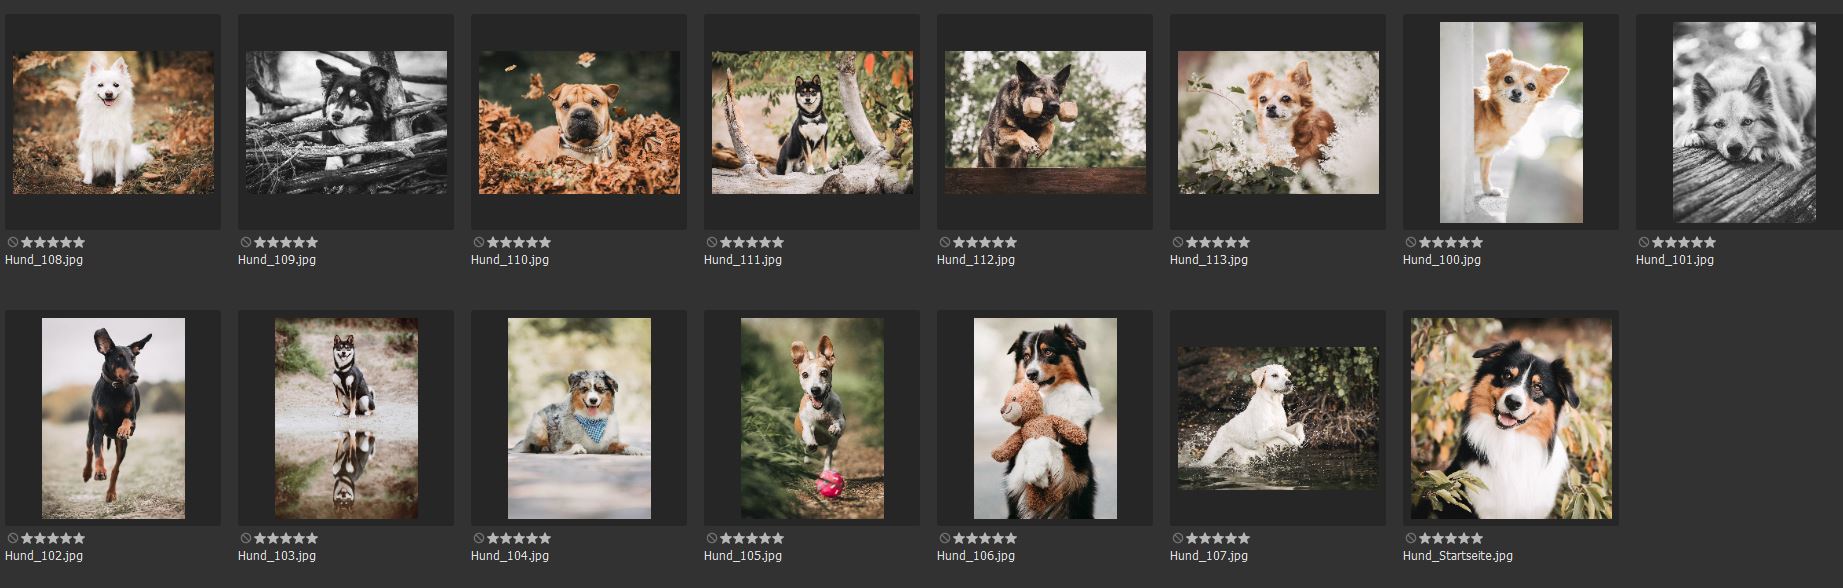 Hund_108.jpg
Hund_109.jpg
Hund_110.jpg
Hund_111.jpg
Hund_112.jpg
Hund_113.jpg
Hund_100.jpg
Hund_101.jpg
Hund_102.jpg
Hund_103.jpg
Hund_104.jpg
Hund_105.jpg
Hund_106.jpg
Hund_107.jpg
Hund_Startseite.jpg